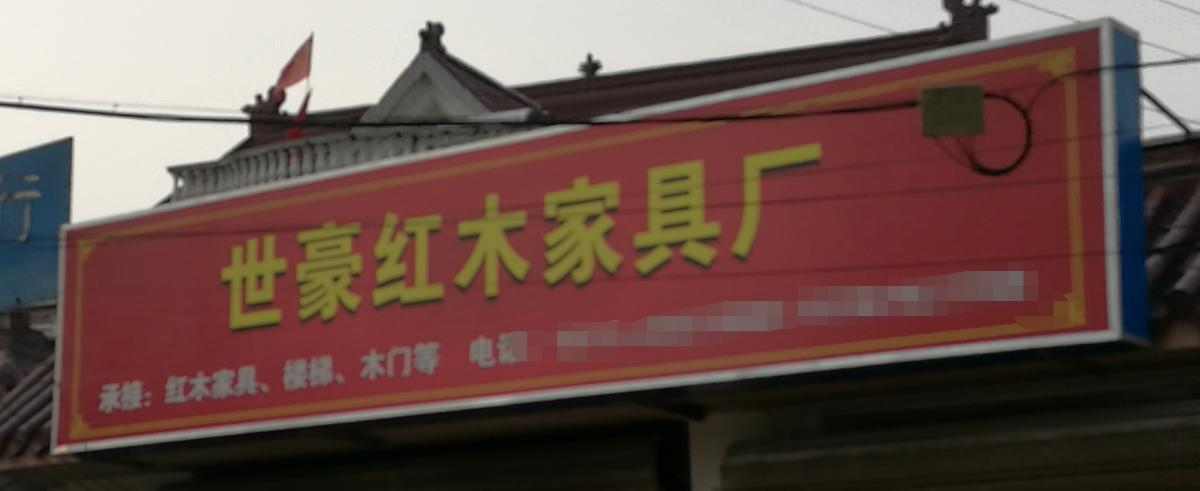 行
世豪红木家具厂
承接：红木家具、楼梯、木门等 电话